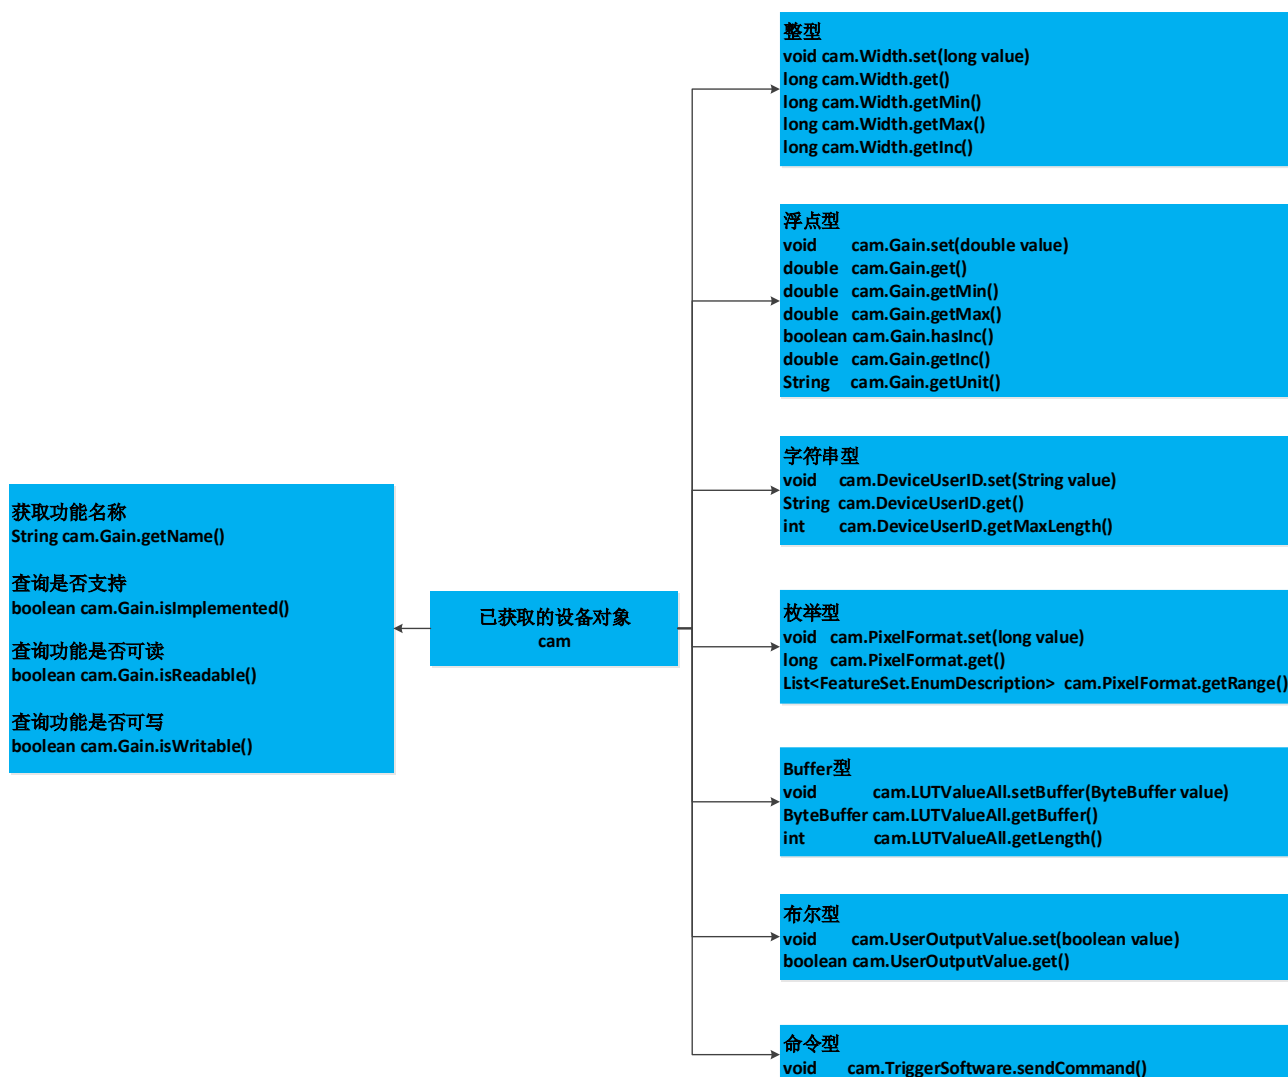 获取功能名称
String cam.Gain.getName()
查询是否支持
boolean cam.Gain.isImplemented()
查询功能是否可读
boolean cam.Gain.isReadable()
查询功能是否可写
boolean cam.Gain.isWritable()
已获取的设备对象
cam
整型
void cam.Width.set(long value)
long cam.Width.get()
long cam.Width.getMin()
long cam.Width.getMax()
long cam.Width.getInc()
浮点型
void cam.Gain.set(double value)
double cam.Gain.get()
double cam.Gain.getMin()
double cam.Gain.getMax()
boolean cam.Gain.hasInc()
double cam.Gain.getInc()
String cam.Gain.getUnit()
字符串型
void cam.DeviceUserID.set(String value)
String cam.DeviceUserID.get()
int cam.DeviceUserID.getMaxLength()
枚举型
void cam.PixelFormat.set(long value)
long cam.PixelFormat.get()
List<FeatureSet.EnumDescription> cam.PixelFormat.getRange()
Buffer型
void cam.LUTValueAll.setBuffer(ByteBuffer value)
ByteBuffer cam.LUTValueAll.getBuffer()
int cam.LUTValueAll.getLength()
布尔型
void cam.UserOutputValue.set(boolean value)
boolean cam.UserOutputValue.get()
命令型
void cam.TriggerSoftware.sendCommand()